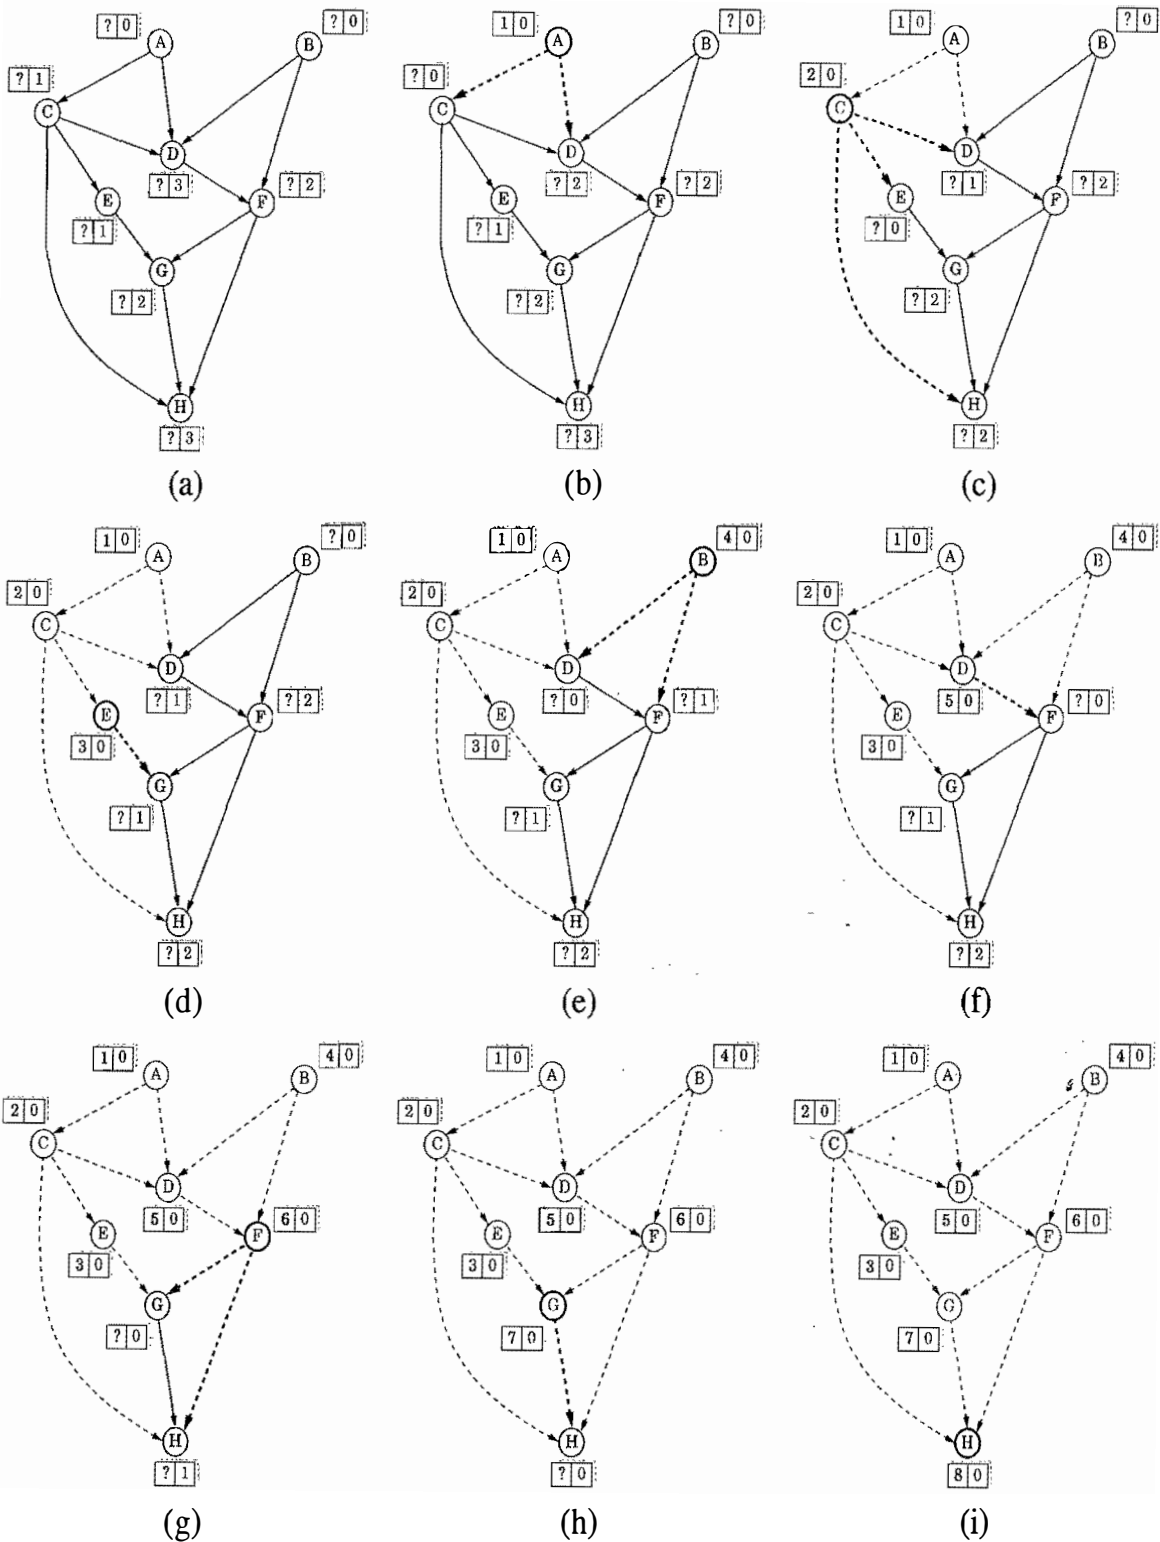 ? 0 A B ? 0
? 1 C
D ? 3
E ? 1 F ? 2
G ? 2
H ? 3
(a)
1 0 A B ? 0
? 0 C
D ? 2
E ? 1 F ? 2
G ? 2
H ? 3
(b)
1 0 A B ? 0
2 0 C
D ? 1
E ? 0 F ? 2
G ? 2
H ? 2
(c)
1 0 A B ? 0
2 0 C
D ? 1
E 3 0 F ? 2
G ? 1
H ? 2
(d)
1 0 A B 4 0
2 0 C
D ? 0
E 3 0 F ? 1
G ? 1
H ? 2
(e)
1 0 A B 4 0
2 0 C
D 5 0
E 3 0 F ? 0
G ? 1
H ? 2
(f)
1 0 A B 4 0
2 0 C
D 5 0
E 3 0 F 6 0
G ? 0
H ? 1
(g)
1 0 A B 4 0
2 0 C
D 5 0
E 3 0 F 6 0
G 7 0
H ? 0
(h)
1 0 A B 4 0
2 0 C
D 5 0
E 3 0 F 6 0
G 7 0
H 8 0
(i)